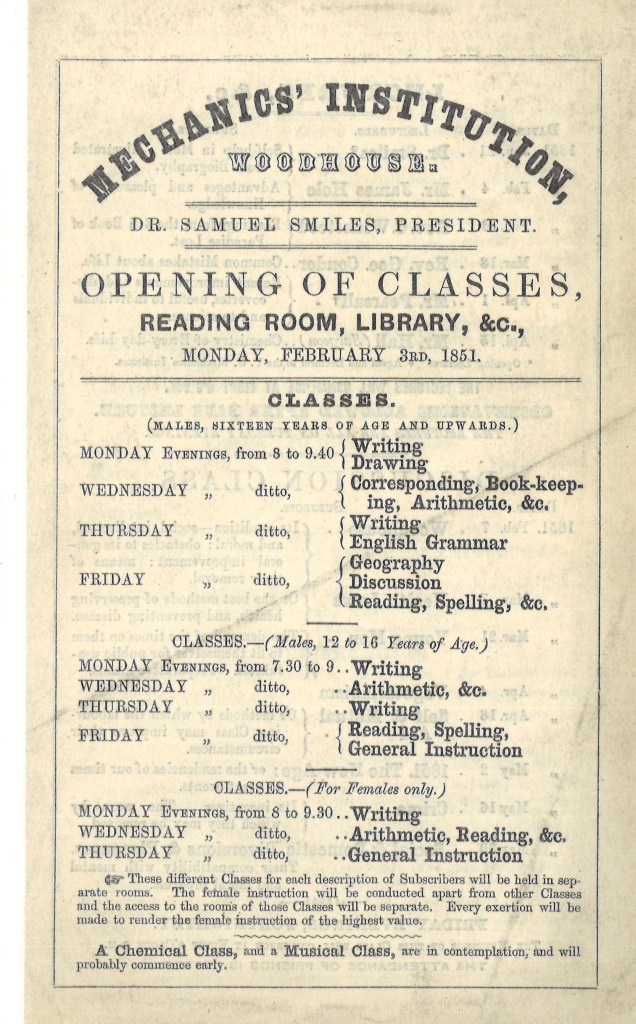 MECHANICS' INSTITUTION,
WOODHOUSE.
DR. SAMUEL SMILES, PRESIDENT.
OPENING OF CLASSES,
READING ROOM, LIBRARY, &c.,
MONDAY, FEBRUARY 3RD, 1851.
CLASSES.
(MALES, SIXTEEN YEARS OF AGE AND UPWARDS.)
MONDAY EVENINGS, from 8 to 9.40 { Writing
Drawing
WEDNESDAY „ ditto, { Corresponding, Book-keep-
ing, Arithmetic, &c.
THURSDAY „ ditto, { Writing
English Grammar
{ Geography
FRIDAY „ ditto, Discussion
Reading, Spelling, &c.
CLASSES.—(Males, 12 to 16 Years of Age.)
MONDAY EVENINGS, from 7.30 to 9..Writing
WEDNESDAY „ ditto, ..Arithmetic, &c.
THURSDAY „ ditto, ..Writing
FRIDAY „ ditto, { Reading, Spelling,
General Instruction
CLASSES.—(For Females only.)
MONDAY EVENINGS, from 8 to 9.30..Writing
WEDNESDAY „ ditto, ..Arithmetic, Reading, &c.
THURSDAY „ ditto, ..General Instruction
☞ These different Classes for each description of Subscribers will be held in sep-
arate rooms. The female instruction will be conducted apart from other Classes
and the access to the rooms of those Classes will be separate. Every exertion will be
made to render the female instruction of the highest value.
A Chemical Class, and a Musical Class, are in contemplation, and will
probably commence early.